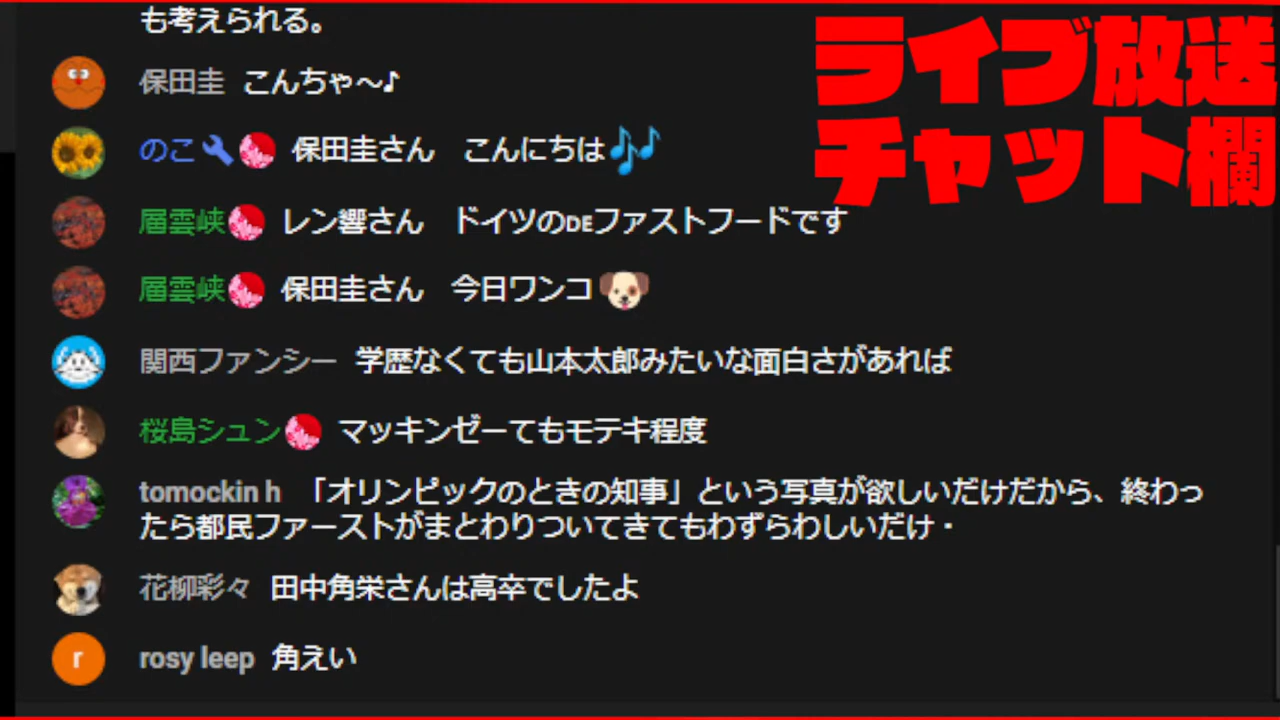 も考えられる。
ライブ放送
チャット欄
保田圭 こんちゃ～♪
のこ 保田圭さん　こんにちは🎶
層雲峡 レン響さん　ドイツのDEファストフードです
層雲峡 保田圭さん　今日ワンコ🐶
関西ファンシー 学歴なくても山本太郎みたいな面白さがあれば
桜島シュン マッキンゼーてもモテキ程度
tomockin h 「オリンピックのときの知事」という写真が欲しいだけだから、終わっ
たら都民ファーストがまとわりついてきてもわずらわしいだけ・
花柳彩々 田中角栄さんは高卒でしたよ
r
rosy leep 角えい